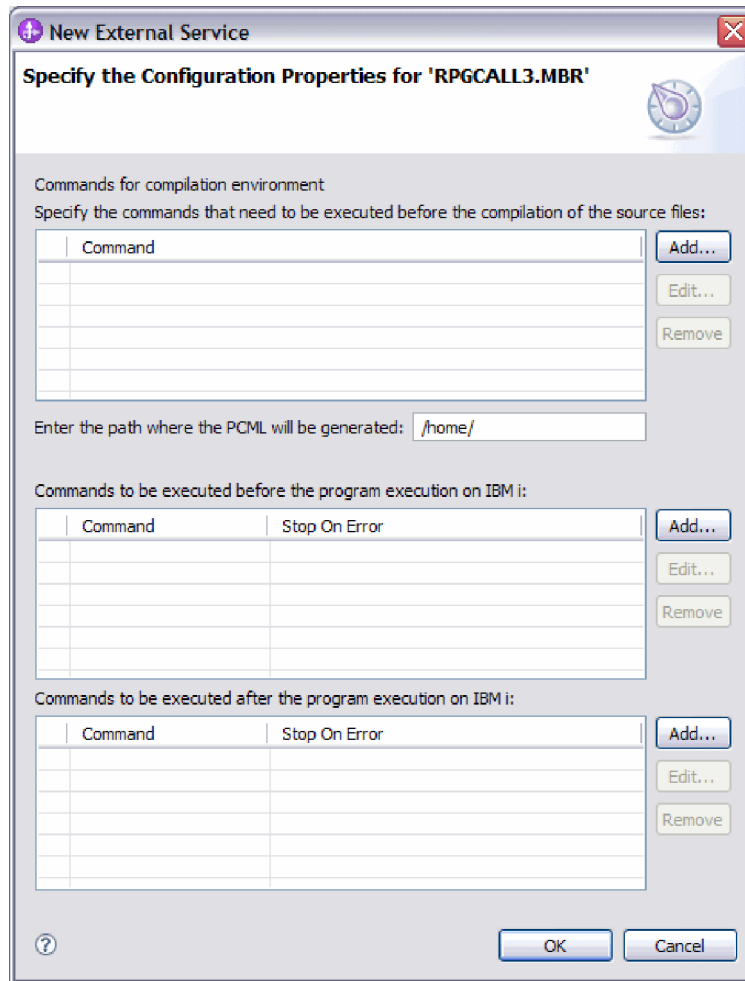 New External Service
Specify the Configuration Properties for 'RPGCALL3.MBR'
Commands for compilation environment
Specify the commands that need to be executed before the compilation of the source files:
Command
Add...
Edit...
Remove
Enter the path where the PCML will be generated: /home/
Commands to be executed before the program execution on IBM i:
Command Stop On Error
Add...
Edit...
Remove
Commands to be executed after the program execution on IBM i:
Command Stop On Error
Add...
Edit...
Remove
? OK Cancel